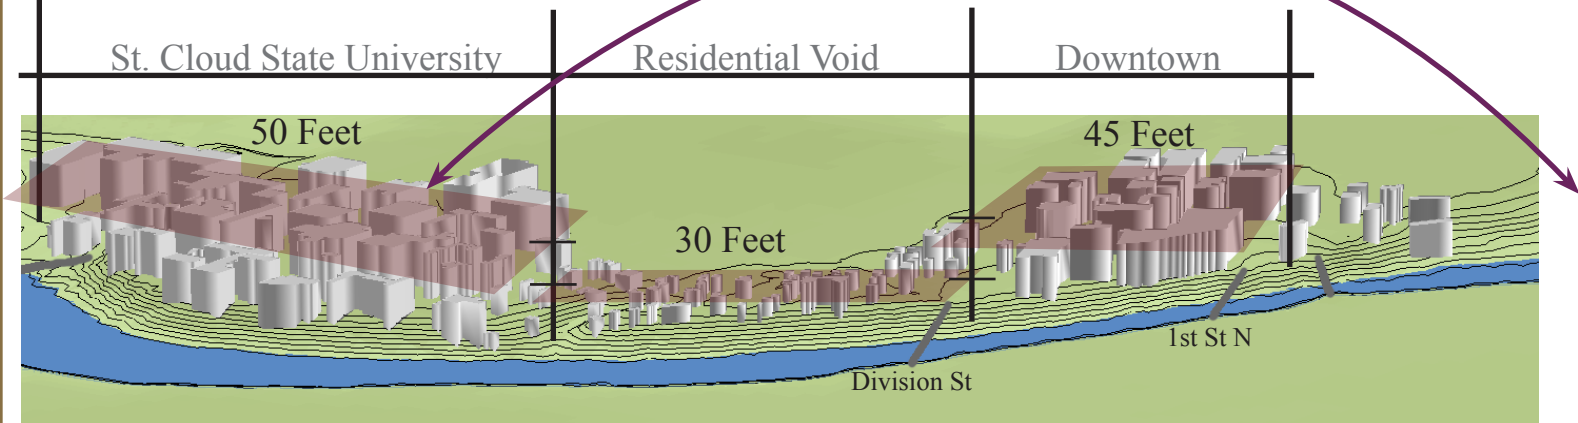 St. Cloud State University
Residential Void
Downtown
50 Feet
45 Feet
30 Feet
1st St N
Division St